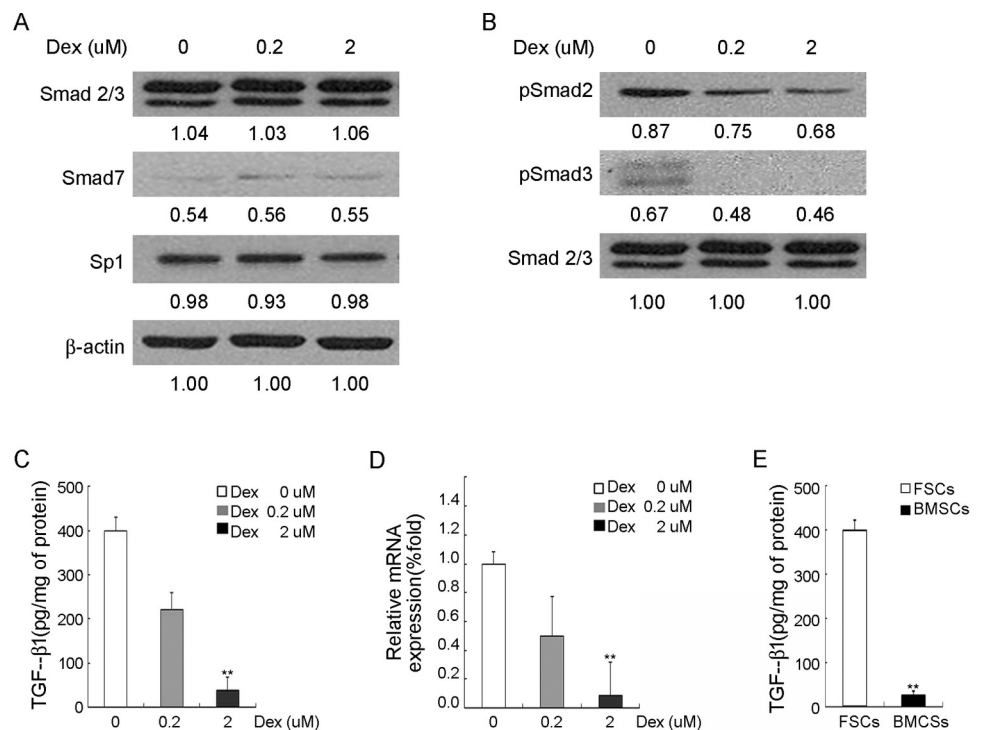 A
Dex (uM) 0 0.2 2
Smad 2/3
1.04 1.03 1.06
Smad7
0.54 0.56 0.55
Sp1
0.98 0.93 0.98
β-actin
1.00 1.00 1.00
B
Dex (uM) 0 0.2 2
pSmad2
0.87 0.75 0.68
pSmad3
0.67 0.48 0.46
Smad 2/3
1.00 1.00 1.00
C
TGF--β1(pg/mg of protein)
500
400
300
200
100
0
Dex 0 uM
Dex 0.2 uM
Dex 2 uM
**
0 0.2 2 Dex (uM)
D
Relative mRNA
expression(%fold)
1.4
1.2
1.0
0.8
0.6
0.4
0.2
0.0
Dex 0 uM
Dex 0.2 uM
Dex 2 uM
**
0 0.2 2 Dex (uM)
E
TGF--β1(pg/mg of protein)
500
400
300
200
100
0
FSCs
BMSCs
**
FSCs BMCSs